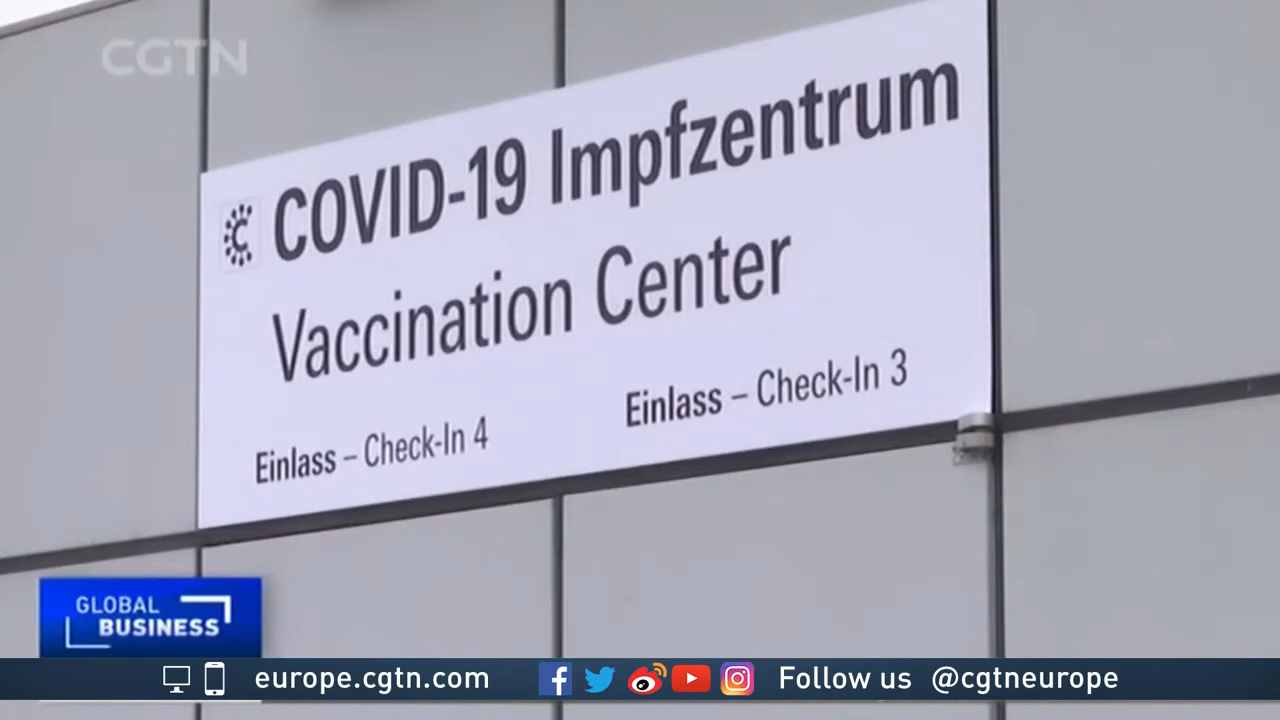 CGTN
COVID-19 Impfzentrum
Vaccination Center
Einlass – Check-In 4
Einlass – Check-In 3
GLOBAL
BUSINESS
europe.cgtn.com
Follow us @cgtneurope